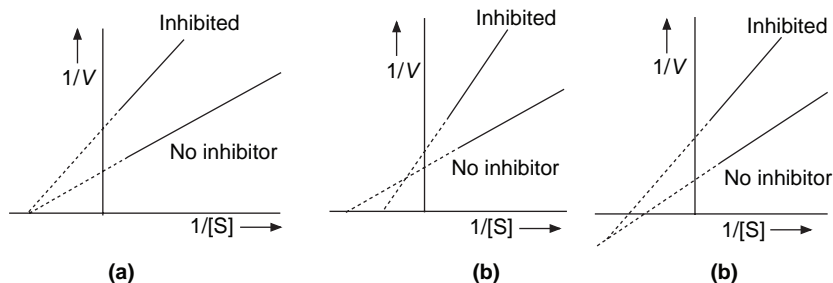 Inhibited
1/V
No inhibitor
1/[S]
(a)
Inhibited
1/V
No inhibitor
1/[S]
(b)
Inhibited
1/V
No inhibitor
1/[S]
(b)